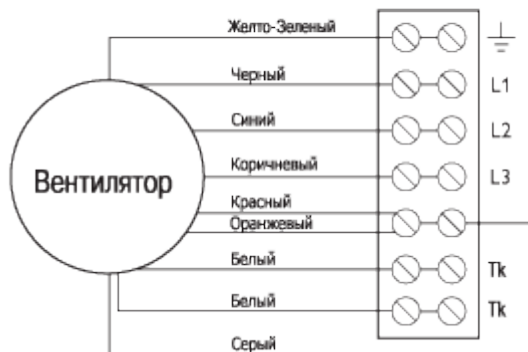 Желто-Зеленый
Черный L1
Синий L2
Вентилятор
Коричневый L3
Красный
Оранжевый
Белый Tk
Белый Tk
Серый